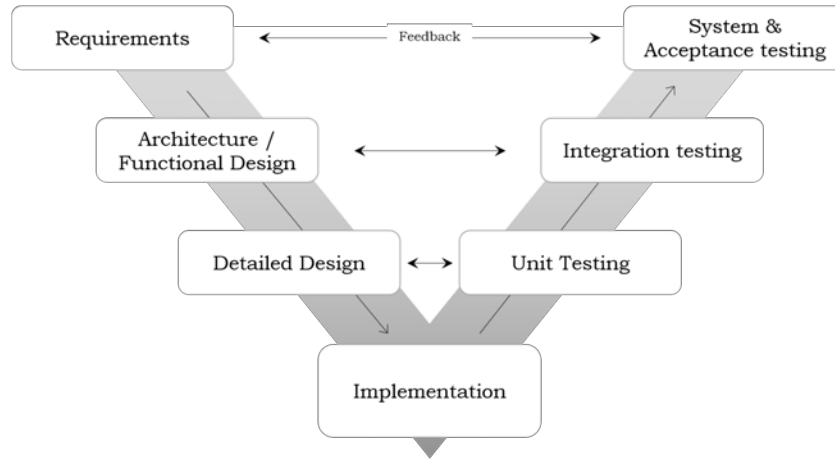 Requirements
Feedback
System &
Acceptance testing
Architecture /
Functional Design
Integration testing
Detailed Design
Unit Testing
Implementation